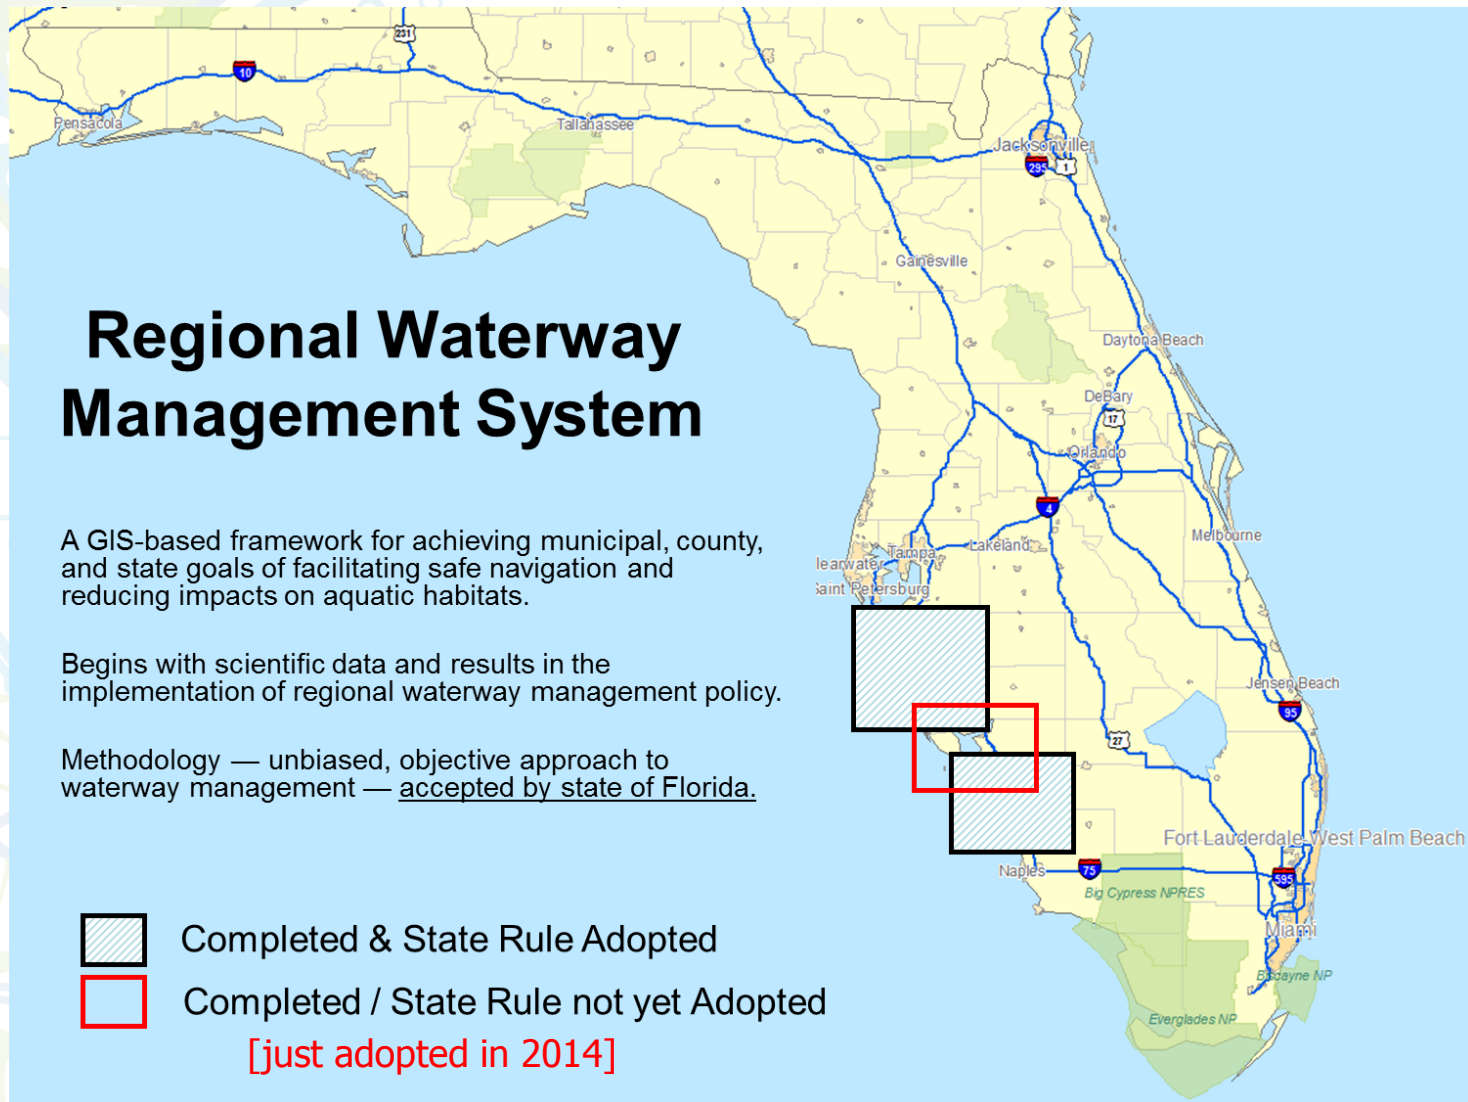 231
10
Pensacola
Tallahassee
Jacksonville
295
1
Gainesville
Regional Waterway
Management System
Daytona Beach
DeBary
17
Orlando
4
A GIS-based framework for achieving municipal, county,
and state goals of facilitating safe navigation and
reducing impacts on aquatic habitats.
Melbourne
Tampa
Lakeland
learwater
aint Petersburg
Begins with scientific data and results in the
implementation of regional waterway management policy.
Jensen Beach
95
27
Methodology — unbiased, objective approach to
waterway management — accepted by state of Florida.
Fort Lauderdale-West Palm Beach
Naples
75
595
Big Cypress NPRES
Miami
Completed & State Rule Adopted
Biscayne NP
Completed / State Rule not yet Adopted
Everglades NP
[just adopted in 2014]